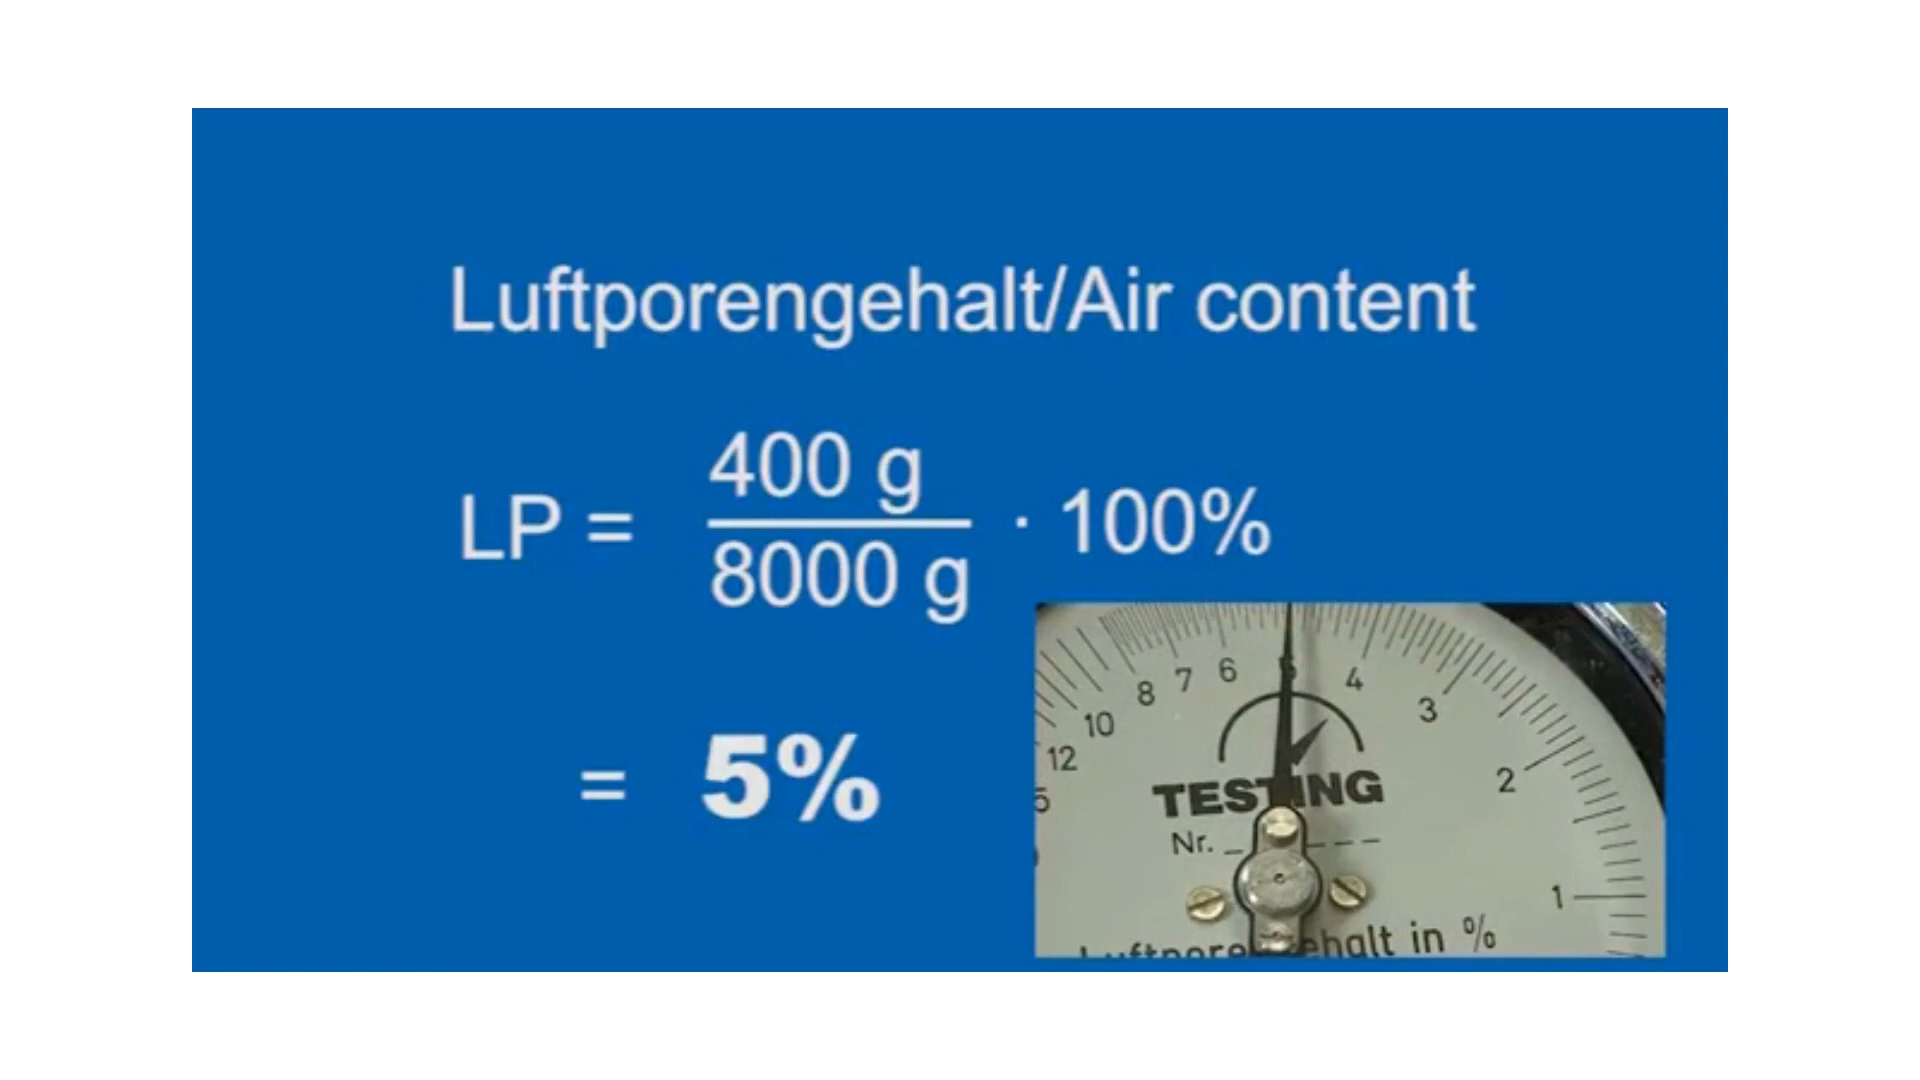 Luftporengehalt/Air content
LP = 400 g / 8000 g · 100%
= 5%
8 7 6 5 4
10 3
12 2
TESTING
Nr.
1
in %